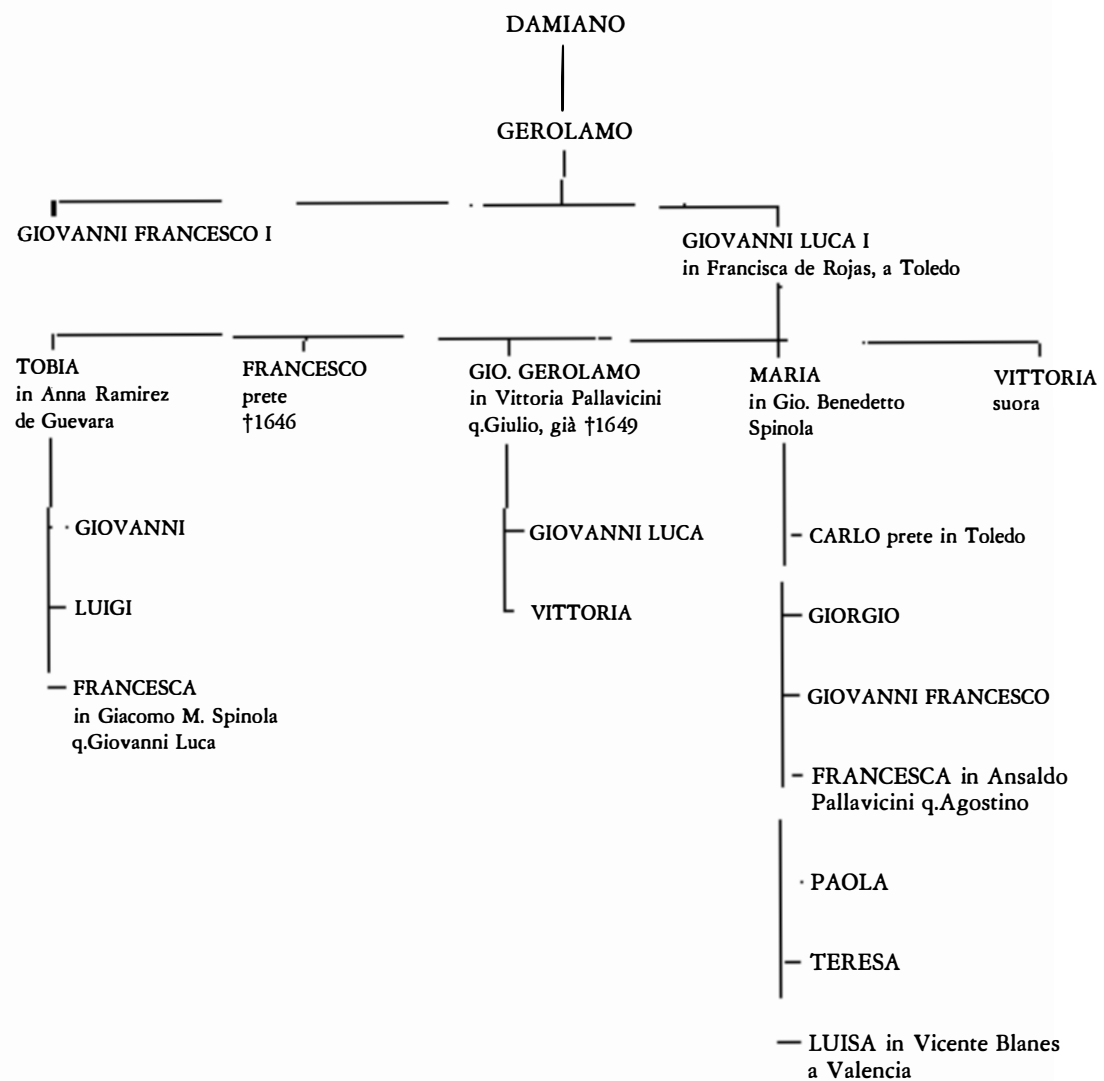 DAMIANO
GEROLAMO
GIOVANNI FRANCESCO I
GIOVANNI LUCA I
in Francisca de Rojas, a Toledo
TOBIA
in Anna Ramirez
de Guevara
FRANCESCO
prete
†1646
GIO. GEROLAMO
in Vittoria Pallavicini
q.Giulio, già †1649
MARIA
in Gio. Benedetto
Spinola
VITTORIA
suora
GIOVANNI
LUIGI
FRANCESCA
in Giacomo M. Spinola
q.Giovanni Luca
GIOVANNI LUCA
VITTORIA
CARLO prete in Toledo
GIORGIO
GIOVANNI FRANCESCO
FRANCESCA in Ansaldo
Pallavicini q.Agostino
PAOLA
TERESA
LUISA in Vicente Blanes
a Valencia